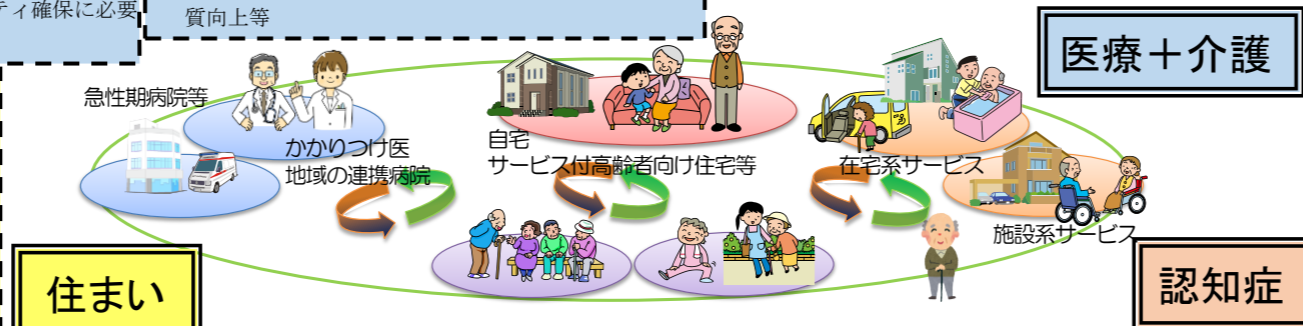 ティ確保に必要
質向上等
医療＋介護
急性期病院等
かかりつけ医
地域の連携病院
自宅
サービス付高齢者向け住宅等
在宅系サービス
施設系サービス
住まい
認知症